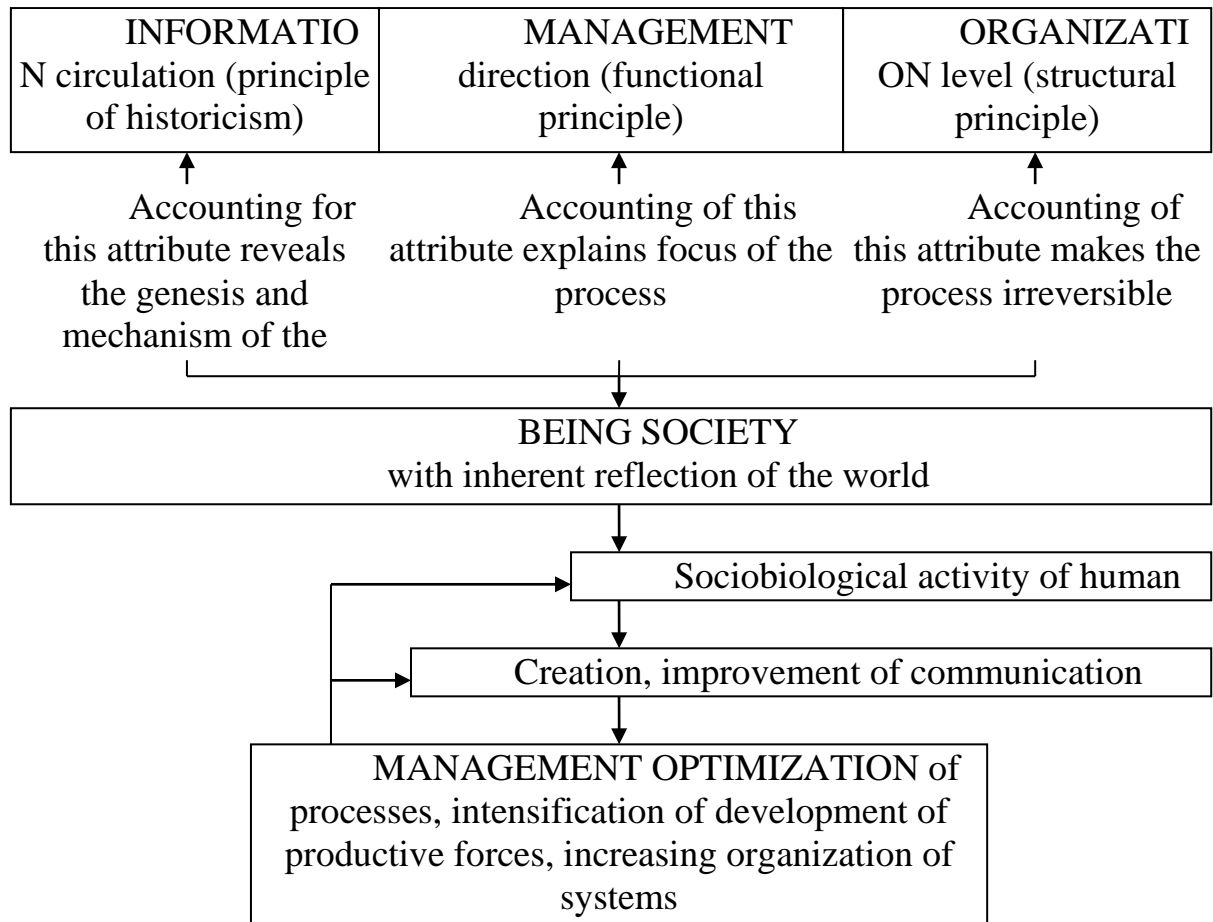 INFORMATIO
N circulation (principle
of historicism)
MANAGEMENT
direction (functional
principle)
ORGANIZATI
ON level (structural
principle)
Accounting for
this attribute reveals
the genesis and
mechanism of the
Accounting of this
attribute explains focus of the
process
Accounting of
this attribute makes the
process irreversible
BEING SOCIETY
with inherent reflection of the world
Sociobiological activity of human
Creation, improvement of communication
MANAGEMENT OPTIMIZATION of
processes, intensification of development of
productive forces, increasing organization of
systems